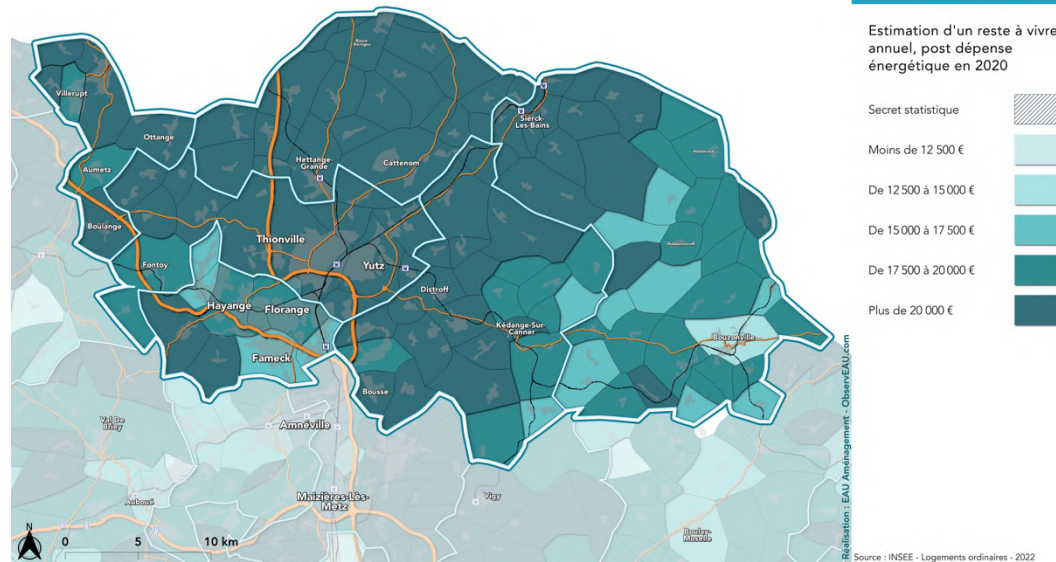 Estimation d'un reste à vivre
annuel, post dépense
énergétique en 2020
Secret statistique
Moins de 12 500 €
De 12 500 à 15 000 €
De 15 000 à 17 500 €
De 17 500 à 20 000 €
Plus de 20 000 €
Villerupt
Ottange
Aumetz
Boulange
Fontoy
Hettange-
Grande
Cattenom
Sierck-
Les-Bains
Thionville
Yutz
Distroff
Hayange
Florange
Fameck
Kédange-Sur-
Canner
Bouzonville
Bousse
Val De
Briey
Amnéville
Auboué
Maizières-Lès-
Metz
Vigy
Boulay-
Moselle
N
0 5 10 km
Réalisation : EAU Aménagement - ObservEAU.com
Source : INSEE - Logements ordinaires - 2022